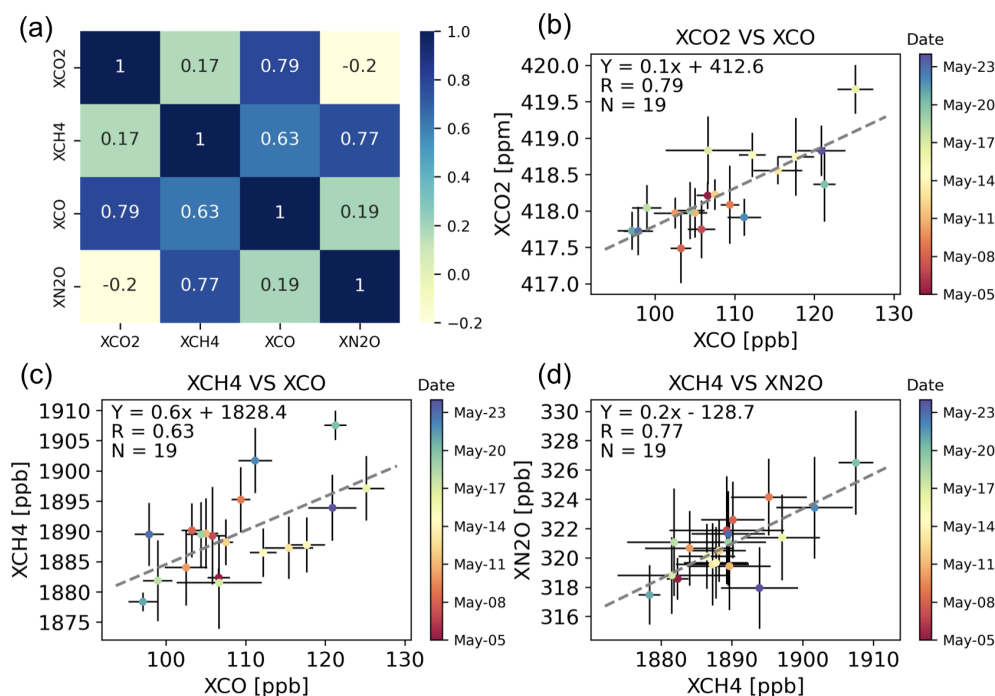 (a)
XCO2
1
0.17
0.79
-0.2
XCH4
0.17
1
0.63
0.77
XCO
0.79
0.63
1
0.19
XN2O
-0.2
0.77
0.19
1
XCO2
XCH4
XCO
XN2O
1.0
0.8
0.6
0.4
0.2
0.0
−0.2
(b)
XCO2 VS XCO
Y = 0.1x + 412.6
R = 0.79
N = 19
XCO2 [ppm]
420.0
419.5
419.0
418.5
418.0
417.5
417.0
100
110
120
130
XCO [ppb]
Date
May-23
May-20
May-17
May-14
May-11
May-08
May-05
(c)
XCH4 VS XCO
Y = 0.6x + 1828.4
R = 0.63
N = 19
XCH4 [ppb]
1910
1905
1900
1895
1890
1885
1880
1875
100
110
120
130
XCO [ppb]
Date
May-23
May-20
May-17
May-14
May-11
May-08
May-05
(d)
XCH4 VS XN2O
Y = 0.2x - 128.7
R = 0.77
N = 19
XN2O [ppb]
330
328
326
324
322
320
318
316
1880
1890
1900
1910
XCH4 [ppb]
Date
May-23
May-20
May-17
May-14
May-11
May-08
May-05